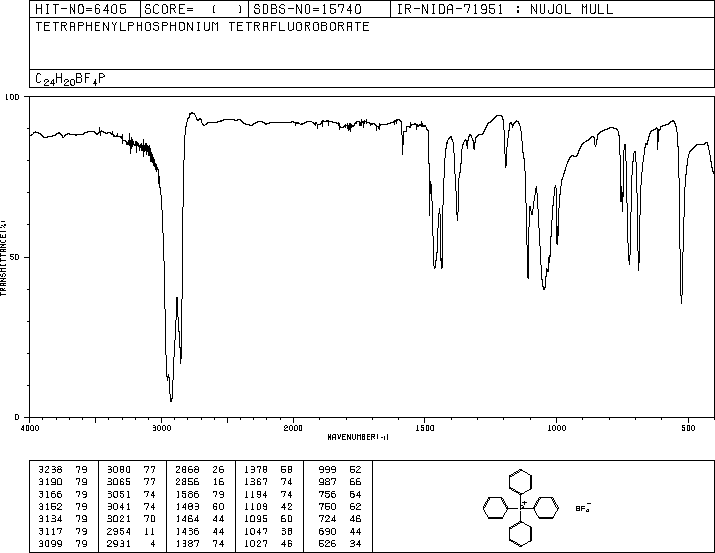 HIT-NO=6405 SCORE= ( ) SDBS-NO=15740 IR-NIDA-71951 : NUJOL MULL
TETRAPHENYLPHOSPHONIUM TETRAFLUOROBORATE
C24H20BF4P
100
50
0
TRANSMITTANCE(%)
4000 3000 2000 1500 1000 500
WAVENUMBER(-1)
3238 79 3080 77 2868 26 1378 58 999 52
3190 79 3065 77 2856 16 1367 74 987 66
3166 79 3051 74 1586 79 1194 74 756 64
3152 79 3041 74 1483 60 1109 42 750 62
3134 79 3021 70 1464 44 1095 60 724 46
3117 79 2954 11 1436 44 1047 38 690 44
3099 79 2931 4 1387 74 1027 46 526 34
P+
BF4−